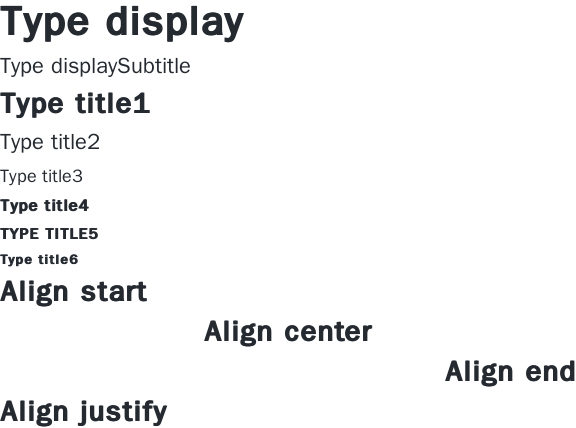 Type display
Type displaySubtitle
Type title1
Type title2
Type title3
Type title4
TYPE TITLE5
Type title6
Align start
Align center
Align end
Align justify